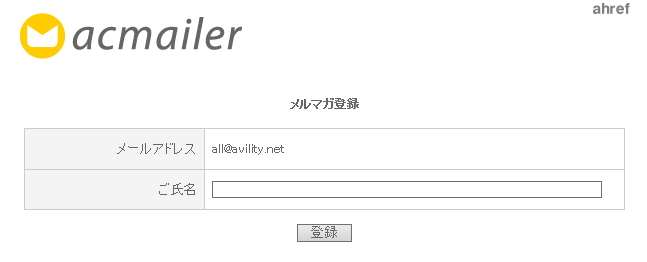 ahref
acmailer
メルマガ登録
メールアドレス all@avility.net
ご氏名
登録